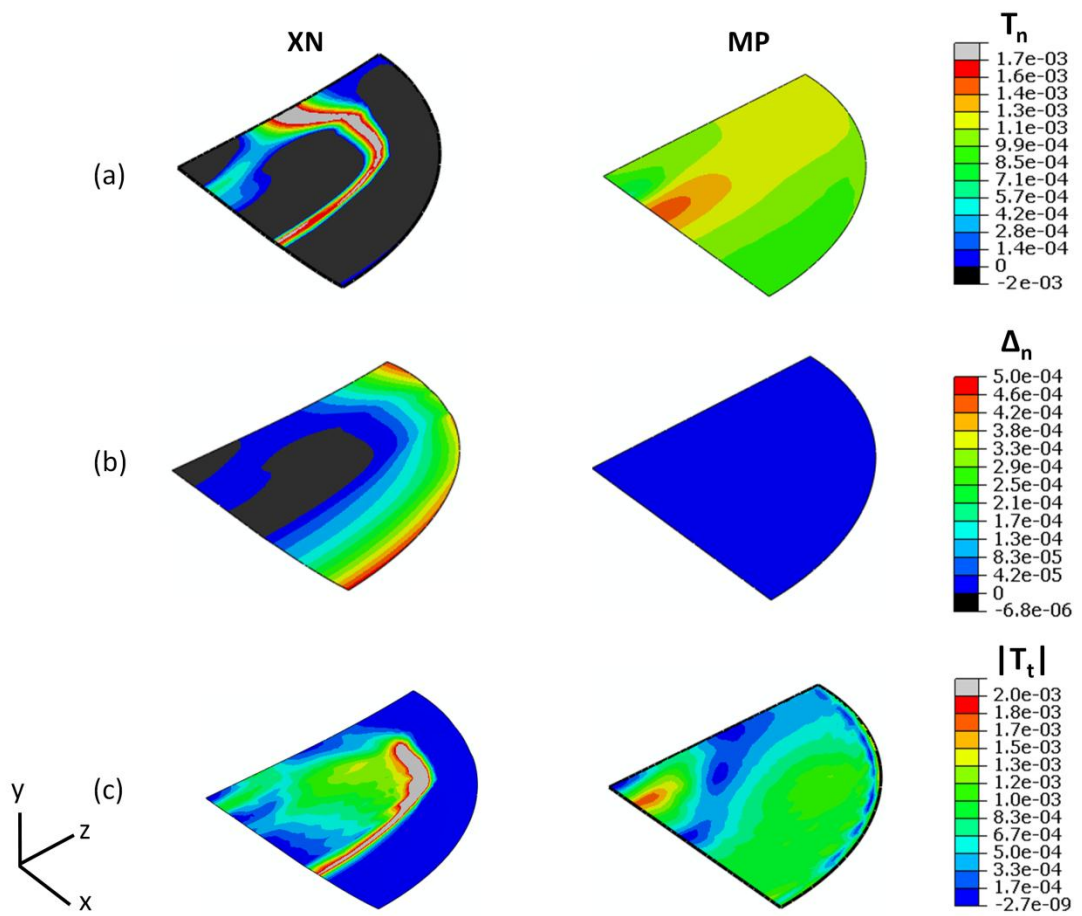 XN
MP
T_n
1.7e-03
1.6e-03
1.4e-03
1.3e-03
1.1e-03
9.9e-04
8.5e-04
7.1e-04
5.7e-04
4.2e-04
2.8e-04
1.4e-04
0
-2e-03
(a)
Δ_n
5.0e-04
4.6e-04
4.2e-04
3.8e-04
3.3e-04
2.9e-04
2.5e-04
2.1e-04
1.7e-04
1.3e-04
8.3e-05
4.2e-05
0
-6.8e-06
(b)
|T_t|
2.0e-03
1.8e-03
1.7e-03
1.5e-03
1.3e-03
1.2e-03
1.0e-03
8.3e-04
6.7e-04
5.0e-04
3.3e-04
1.7e-04
-2.7e-09
(c)
y
z
x